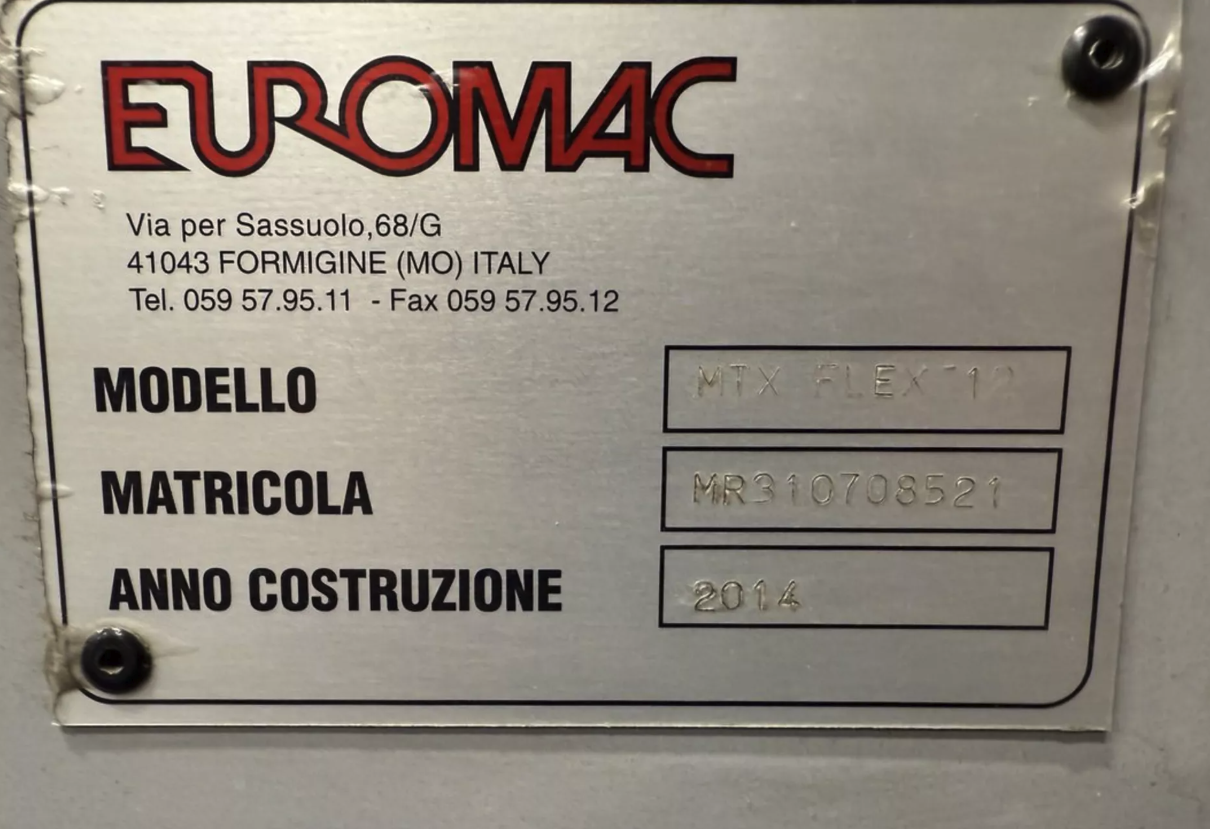 EUROMAC
Via per Sassuolo,68/G
41043 FORMIGINE (MO) ITALY
Tel. 059 57.95.11 - Fax 059 57.95.12
MODELLO MTX FLEX 12
MATRICOLA MR310708521
ANNO COSTRUZIONE 2014